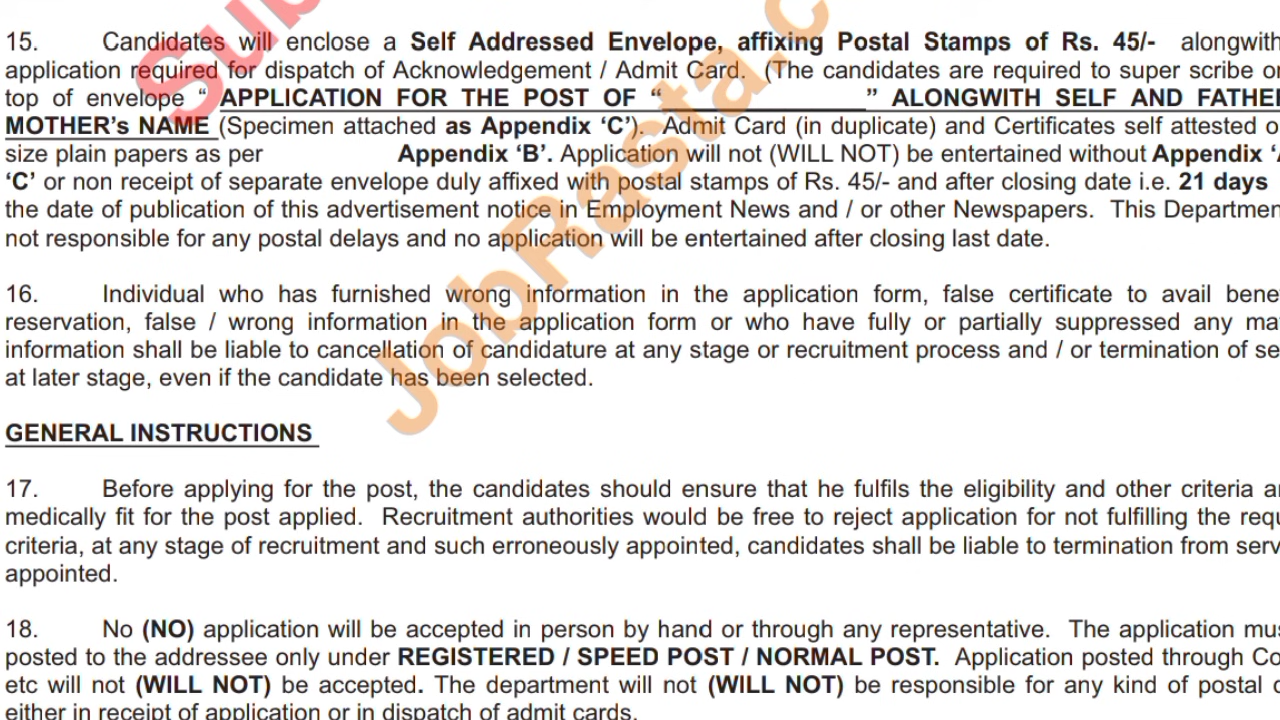 Sub
JobRasta.c
15. Candidates will enclose a Self Addressed Envelope, affixing Postal Stamps of Rs. 45/- alongwith
application required for dispatch of Acknowledgement / Admit Card. (The candidates are required to super scribe
top of envelope “ APPLICATION FOR THE POST OF “ ” ALONGWITH SELF AND
MOTHER’s NAME (Specimen attached as Appendix ‘C’). Admit Card (in duplicate) and Certificates self attested
size plain papers as per Appendix ‘B’. Application will not (WILL NOT) be entertained without Appendix
‘C’ or non receipt of separate envelope duly affixed with postal stamps of Rs. 45/- and after closing date i.e. 21 days
the date of publication of this advertisement notice in Employment News and / or other Newspapers. This
not responsible for any postal delays and no application will be entertained after closing last date.
16. Individual who has furnished wrong information in the application form, false certificate to avail
reservation, false / wrong information in the application form or who have fully or partially suppressed any
information shall be liable to cancellation of candidature at any stage or recruitment process and / or termination of
at later stage, even if the candidate has been selected.
GENERAL INSTRUCTIONS
17. Before applying for the post, the candidates should ensure that he fulfils the eligibility and other criteria
medically fit for the post applied. Recruitment authorities would be free to reject application for not fulfilling the
criteria, at any stage of recruitment and such erroneously appointed, candidates shall be liable to termination from
appointed.
18. No (NO) application will be accepted in person by hand or through any representative. The application
posted to the addressee only under REGISTERED / SPEED POST / NORMAL POST. Application posted through
etc will not (WILL NOT) be accepted. The department will not (WILL NOT) be responsible for any kind of postal
either in receipt of application or in dispatch of admit cards.